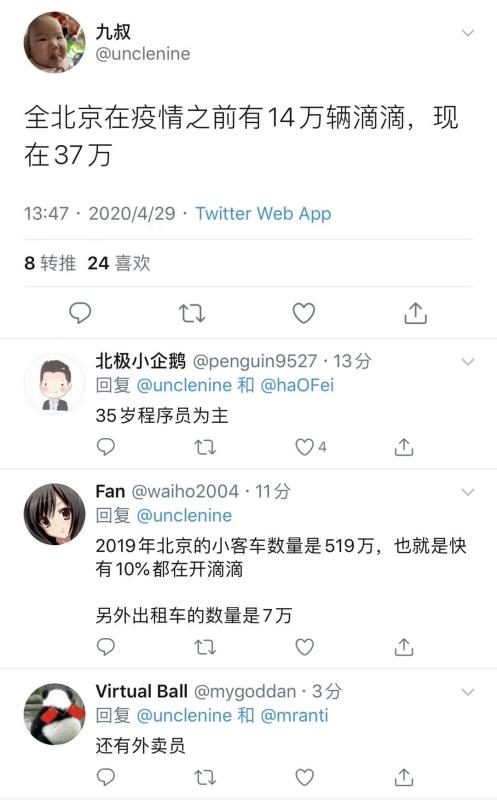 九叔
@unclenine
全北京在疫情之前有14万辆滴滴，现
在37万
13:47 · 2020/4/29 · Twitter Web App
8 转推 24 喜欢
北极小企鹅 @penguin9527 · 13分
回复 @unclenine 和 @haOFei
35岁程序员为主
4
Fan @waiho2004 · 11分
回复 @unclenine
2019年北京的小客车数量是519万，也就是快
有10%都在开滴滴
另外出租车的数量是7万
Virtual Ball @mygoddan · 3分
回复 @unclenine 和 @mranti
还有外卖员